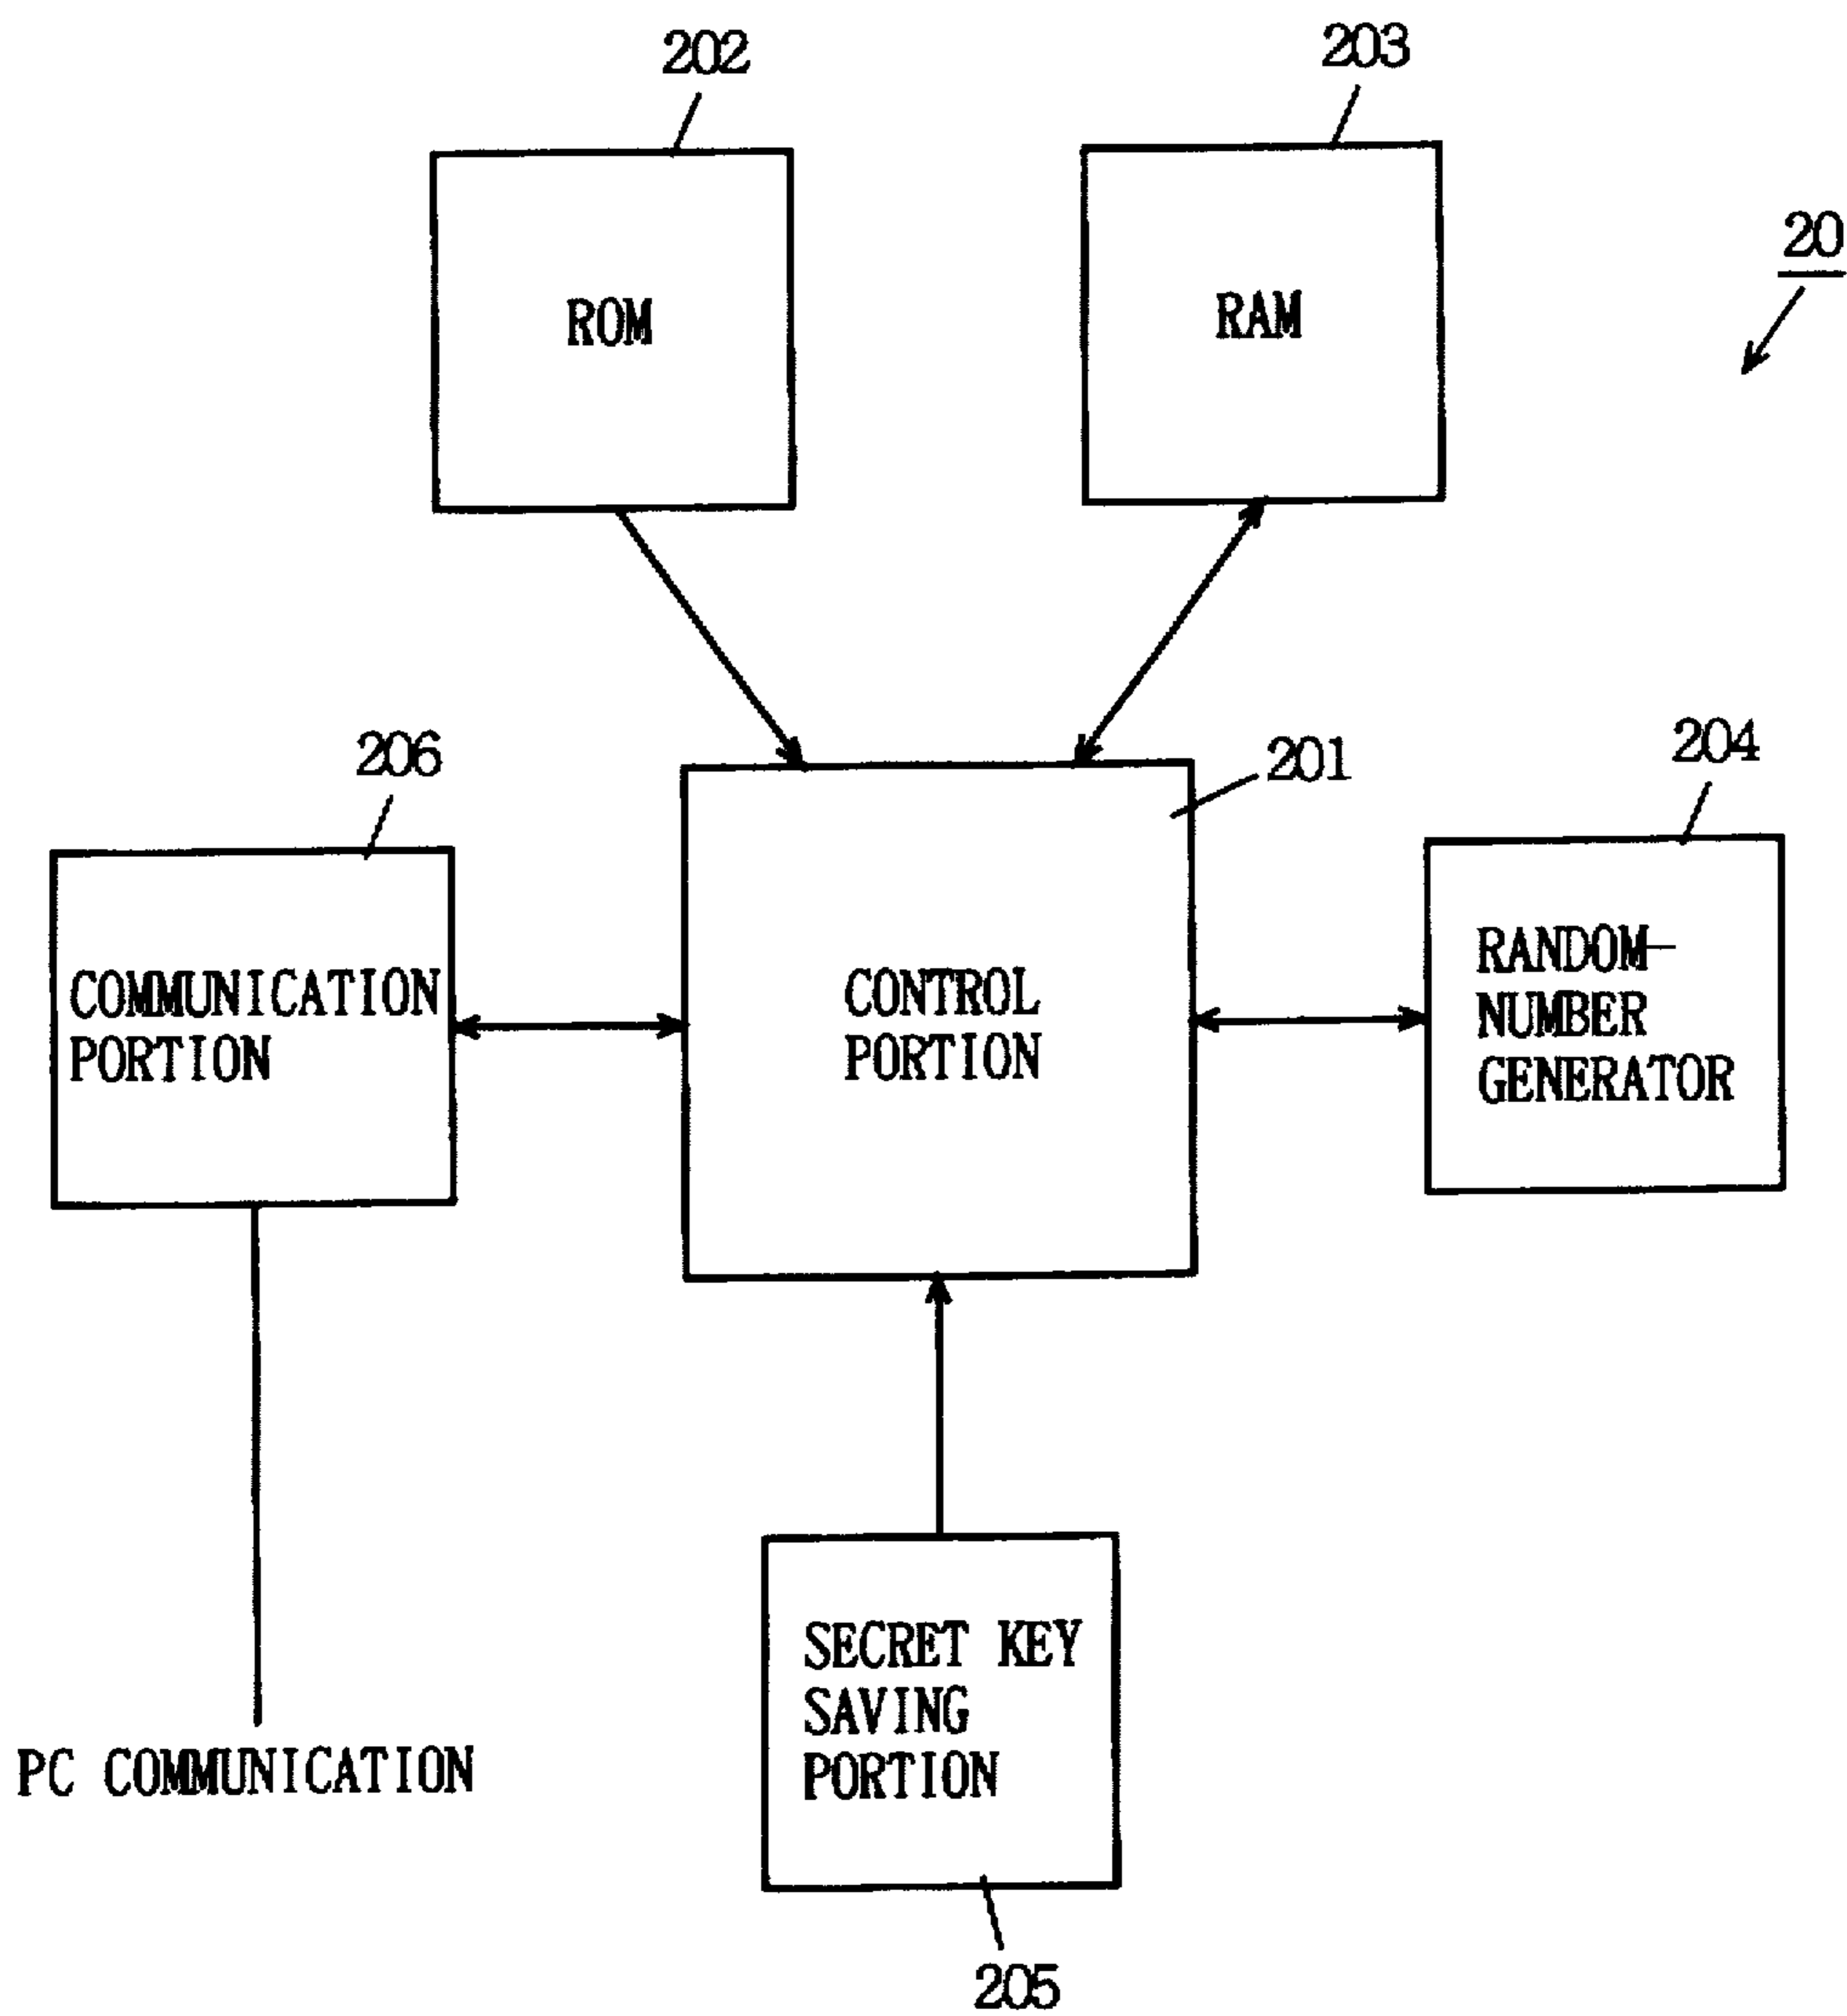 202
203
20
ROM
RAM
206
201
204
COMMUNICATION
PORTION
CONTROL
PORTION
RANDOM-
NUMBER
GENERATOR
SECRET KEY
SAVING
PORTION
PC COMMUNICATION
205